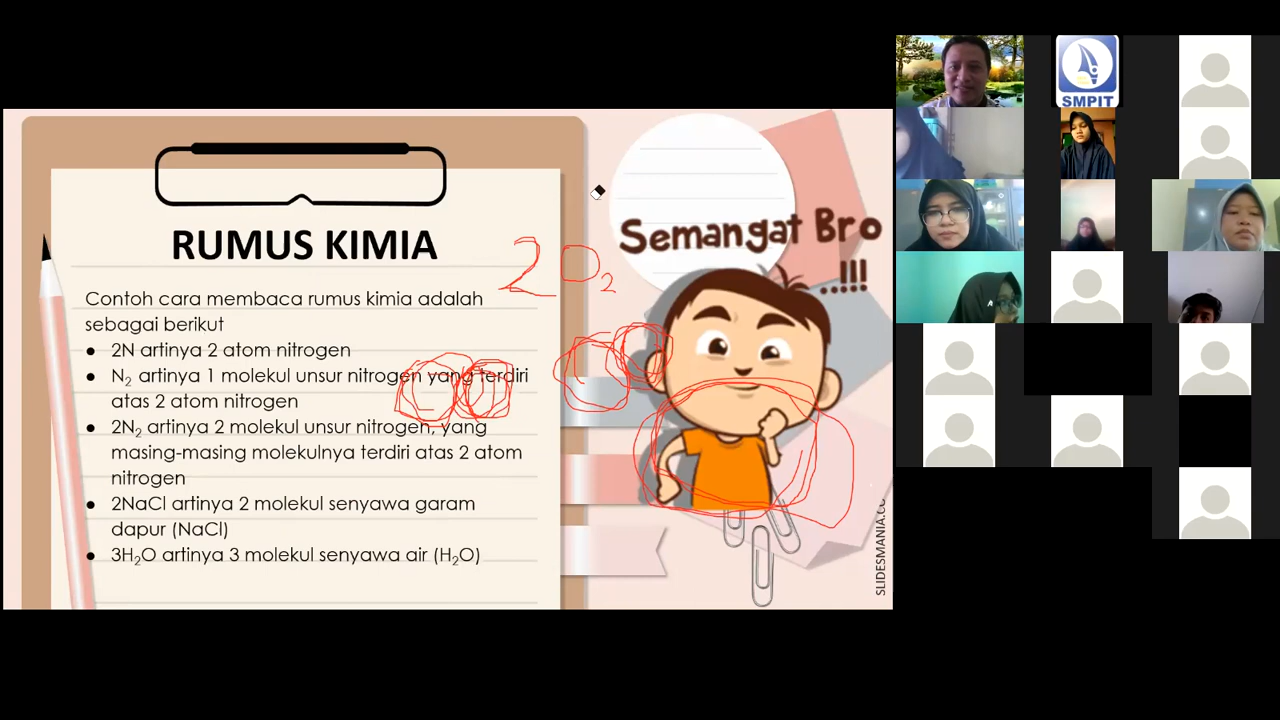 RUMUS KIMIA
Contoh cara membaca rumus kimia adalah
sebagai berikut
● 2N artinya 2 atom nitrogen
● N₂ artinya 1 molekul unsur nitrogen yang terdiri
atas 2 atom nitrogen
● 2N₂ artinya 2 molekul unsur nitrogen, yang
masing-masing molekulnya terdiri atas 2 atom
nitrogen
● 2NaCl artinya 2 molekul senyawa garam
dapur (NaCl)
● 3H₂O artinya 3 molekul senyawa air (H₂O)
2O₂
Semangat Bro
..!!!
SLIDESMANIA.CO
SMPIT